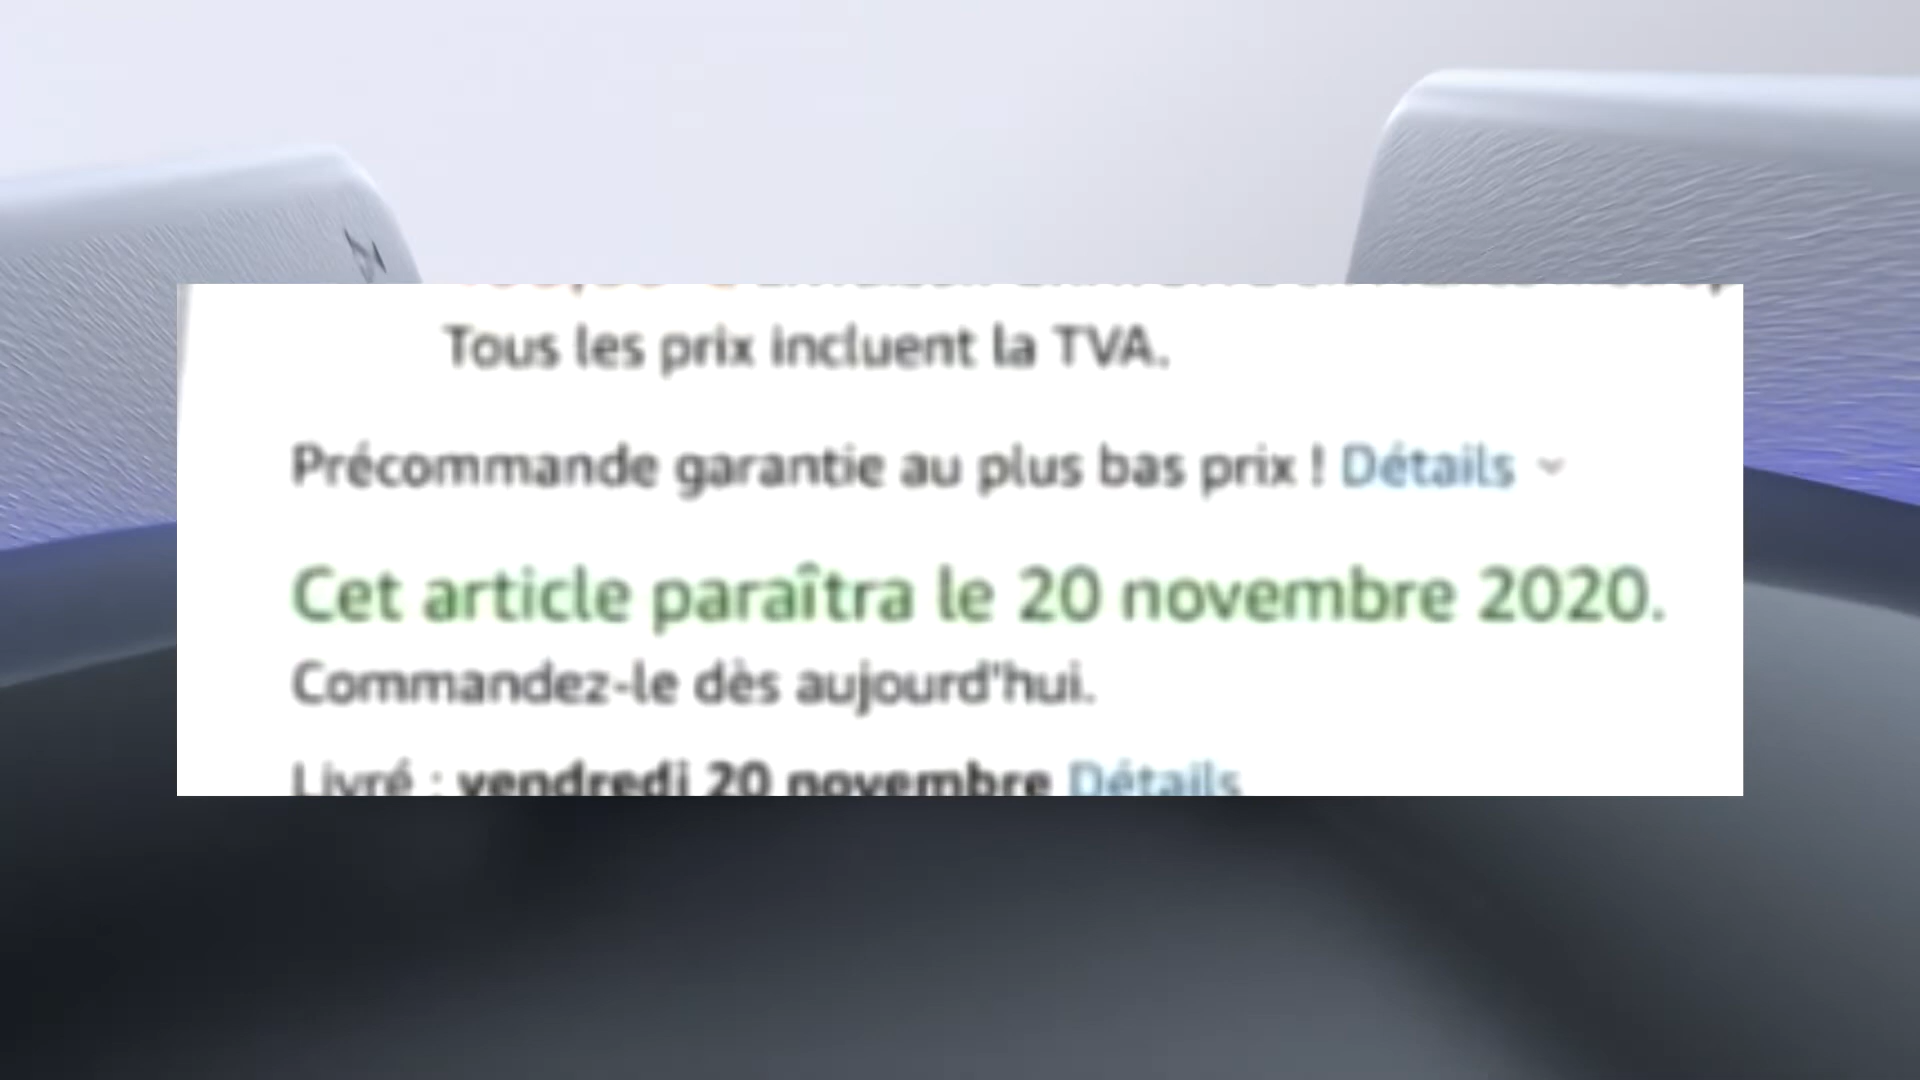 Tous les prix incluent la TVA.
Précommande garantie au plus bas prix ! Détails
Cet article paraîtra le 20 novembre 2020.
Commandez-le dès aujourd'hui.
Livré : vendredi 20 novembre Détails